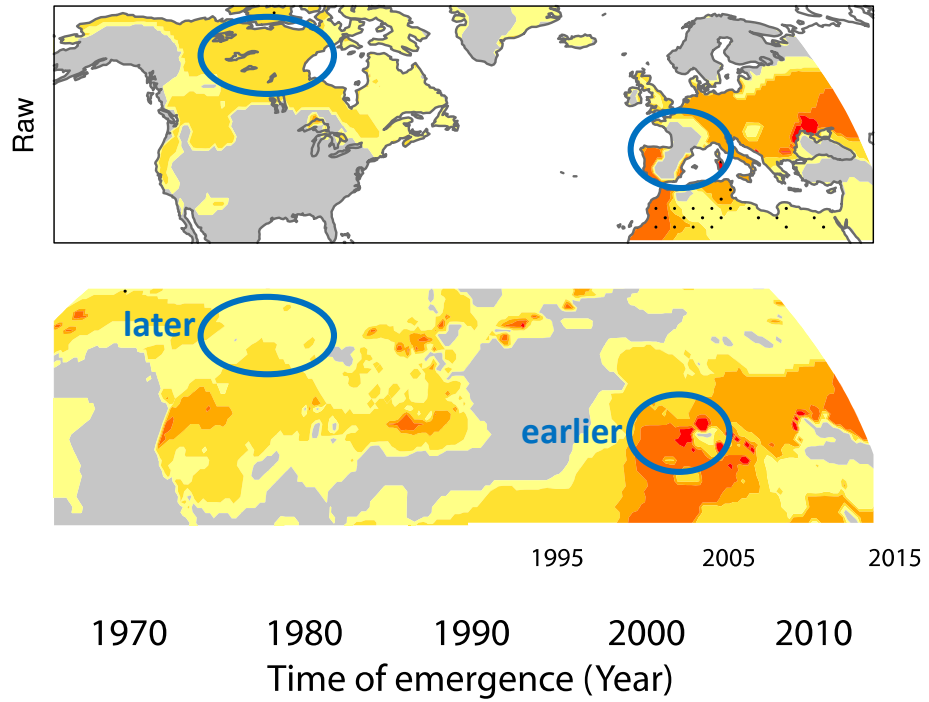 Raw
later
earlier
1995 2005 2015
1970 1980 1990 2000 2010
Time of emergence (Year)